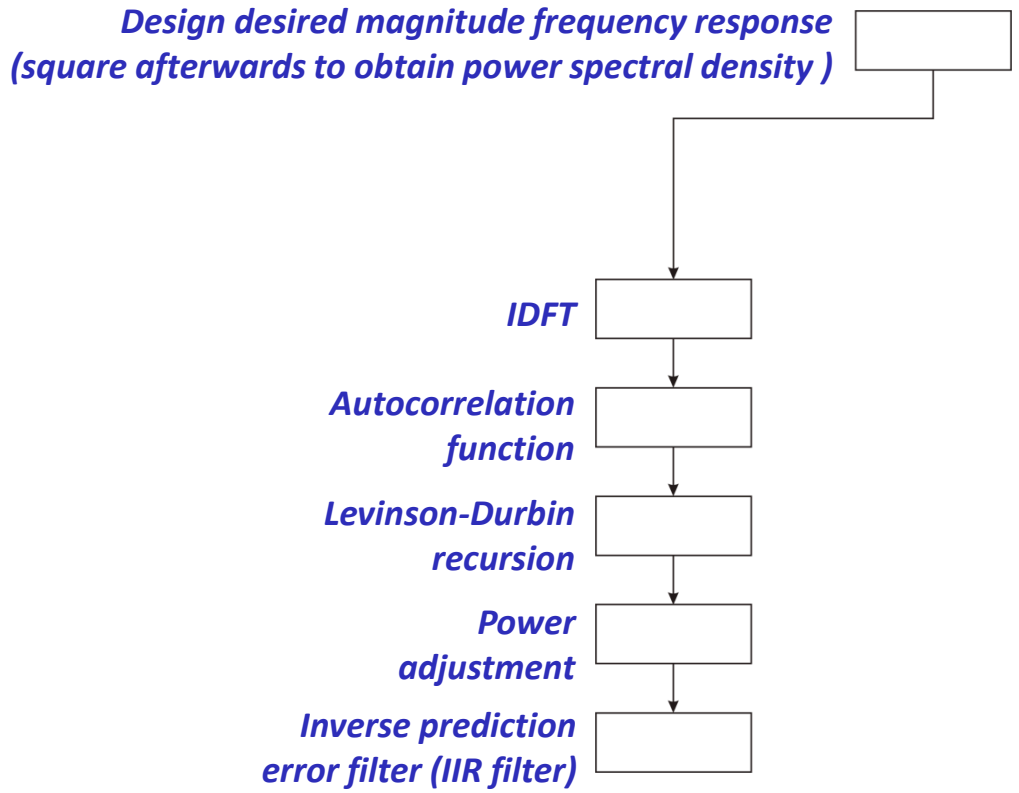 Design desired magnitude frequency response
(square afterwards to obtain power spectral density )
IDFT
Autocorrelation
function
Levinson-Durbin
recursion
Power
adjustment
Inverse prediction
error filter (IIR filter)